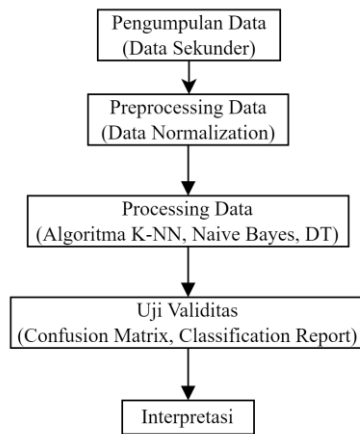 Pengumpulan Data
(Data Sekunder)
Preprocessing Data
(Data Normalization)
Processing Data
(Algoritma K-NN, Naive Bayes, DT)
Uji Validitas
(Confusion Matrix, Classification Report)
Interpretasi